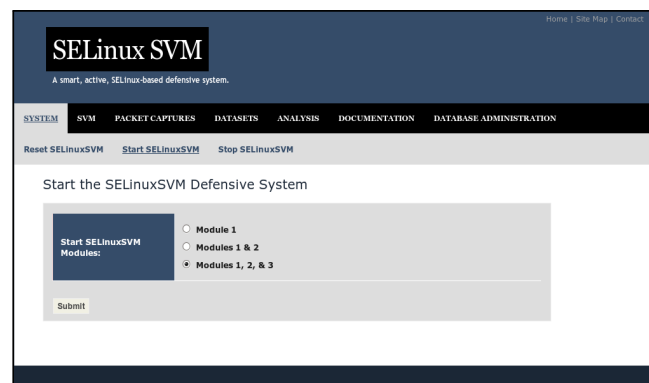 Home | Site Map | Contact
SELinux SVM
A smart, active, SELinux-based defensive system.
SYSTEM SVM PACKET CAPTURES DATASETS ANALYSIS DOCUMENTATION DATABASE ADMINISTRATION
Reset SELinuxSVM Start SELinuxSVM Stop SELinuxSVM
Start the SELinuxSVM Defensive System
Start SELinuxSVM Modules:
Module 1
Modules 1 & 2
Modules 1, 2, & 3
Submit